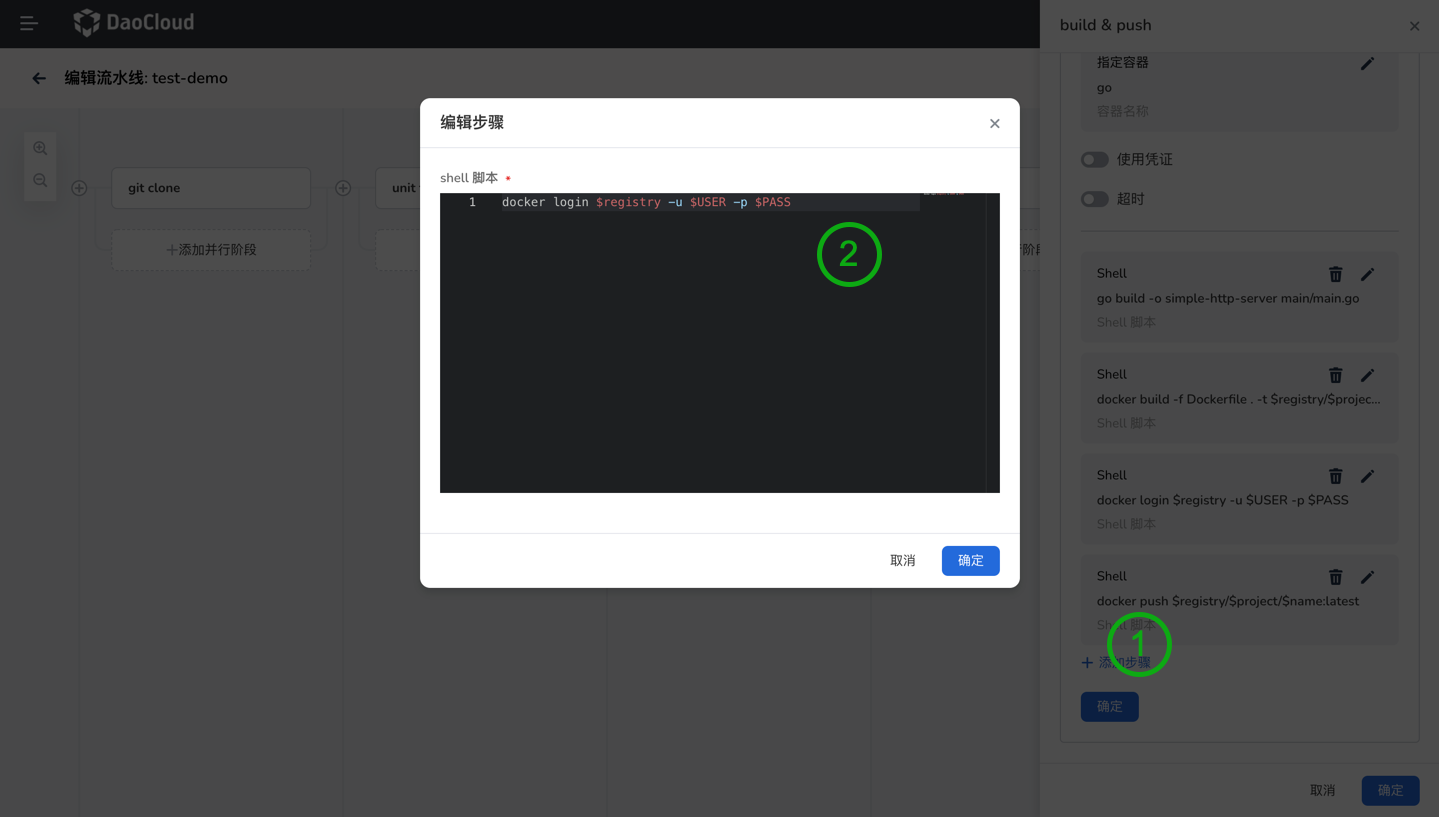 DaoCloud
build & push
编辑流水线: test-demo
git clone
unit
添加并行阶段
编辑步骤
shell 脚本 *
1 docker login $registry -u $USER -p $PASS
2
取消
确定
指定容器
go
容器名称
使用凭证
超时
Shell
go build -o simple-http-server main/main.go
Shell 脚本
Shell
docker build -f Dockerfile . -t $registry/$projec...
Shell 脚本
Shell
docker login $registry -u $USER -p $PASS
Shell 脚本
Shell
docker push $registry/$project/$name:latest
Shell 脚本
1
添加步骤
确定
取消
确定